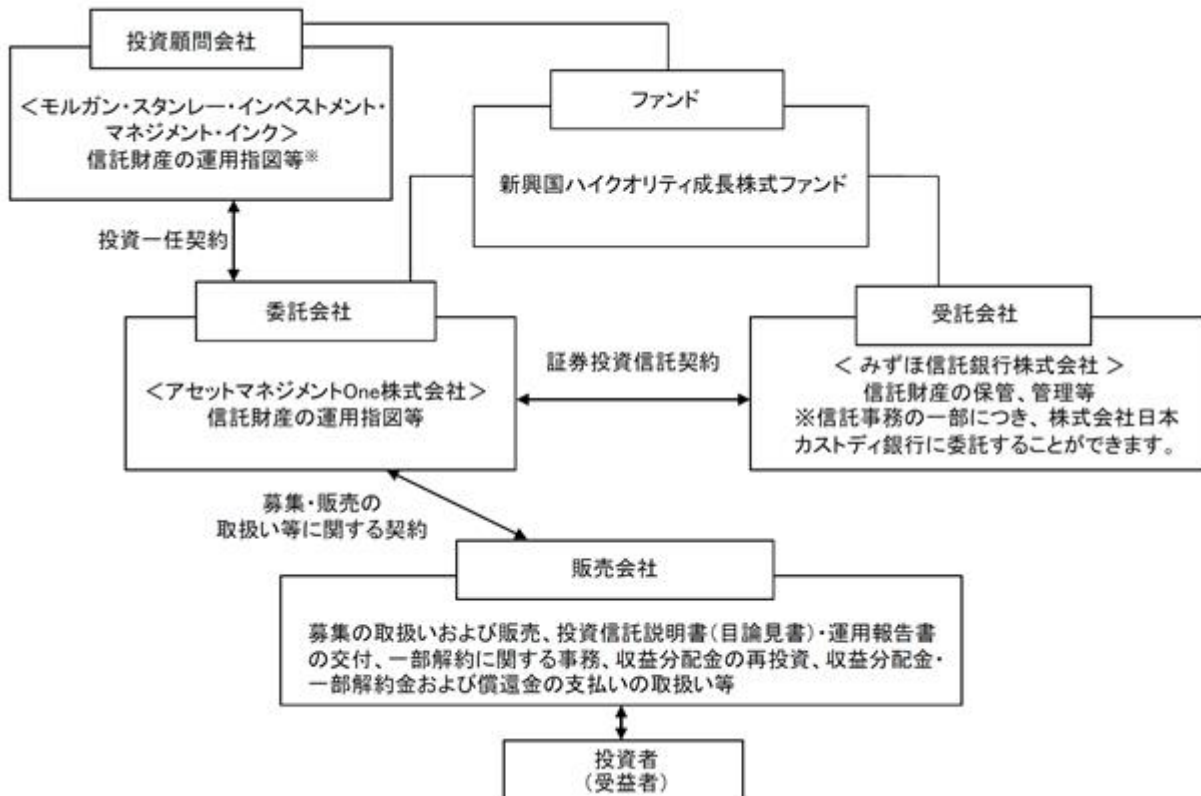 投資顧問会社
<モルガン・スタンレー・インベストメント・
マネジメント・インク>
信託財産の運用指図等※
ファンド
新興国ハイクオリティ成長株式ファンド
投資一任契約
委託会社
<アセットマネジメントOne株式会社>
信託財産の運用指図等
証券投資信託契約
受託会社
< みずほ信託銀行株式会社 >
信託財産の保管、管理等
※信託事務の一部につき、株式会社日本
カストディ銀行に委託することができます。
募集・販売の
取扱い等に関する契約
販売会社
募集の取扱いおよび販売、投資信託説明書(目論見書)・運用報告書
の交付、一部解約に関する事務、収益分配金の再投資、収益分配金・
一部解約金および償還金の支払いの取扱い等
投資者
(受益者)